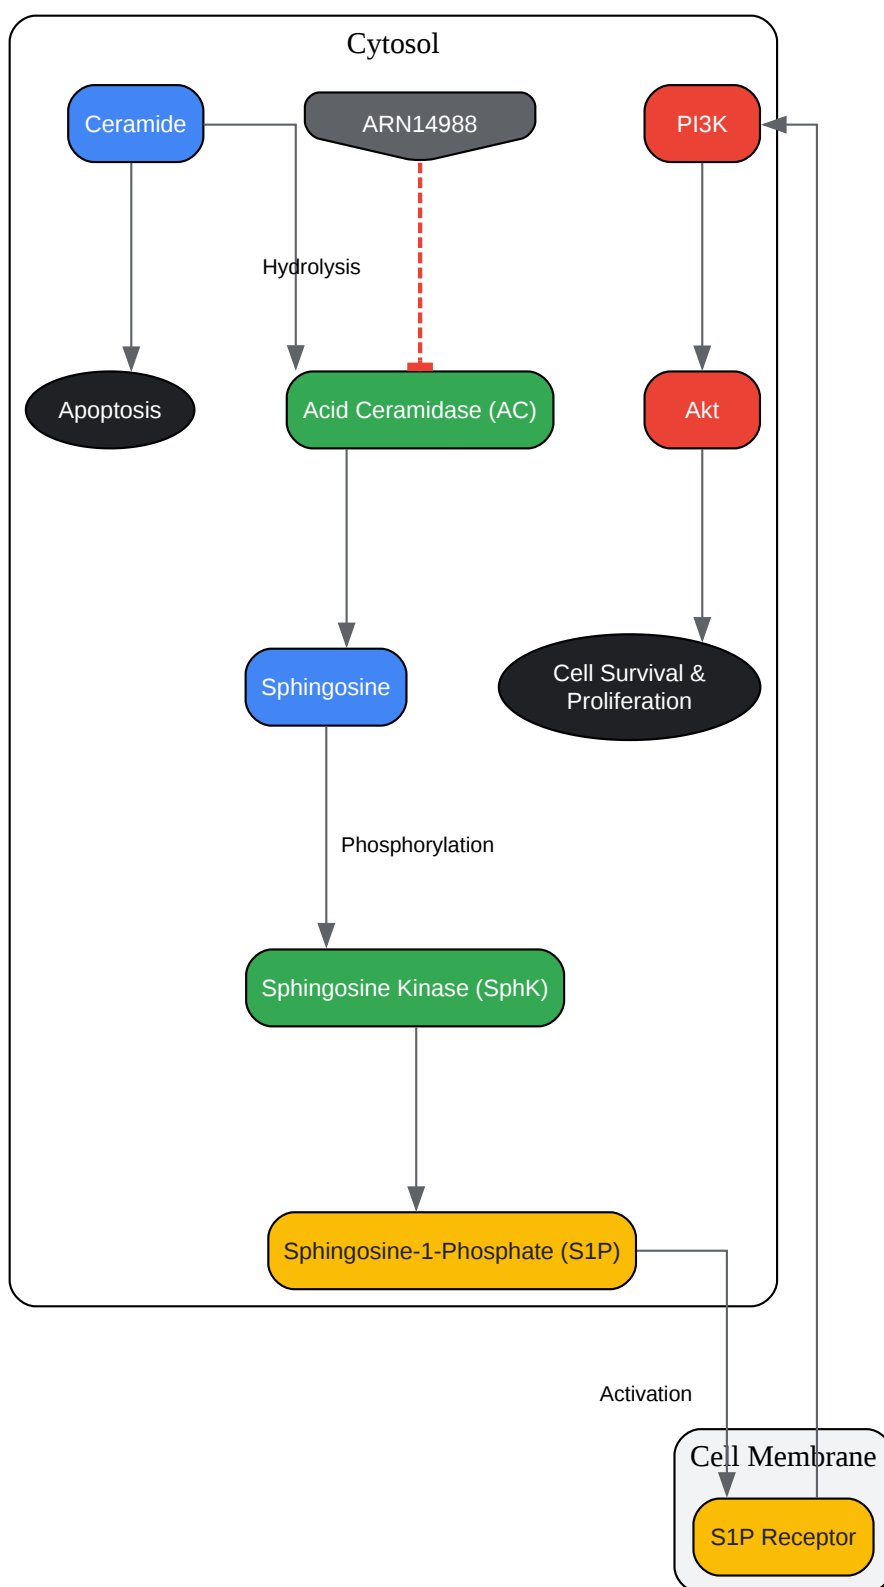 Cytosol
Ceramide
ARN14988
PI3K
Hydrolysis
Apoptosis
Acid Ceramidase (AC)
Akt
Sphingosine
Cell Survival &
Proliferation
Phosphorylation
Sphingosine Kinase (SphK)
Sphingosine-1-Phosphate (S1P)
Activation
Cell Membrane
S1P Receptor